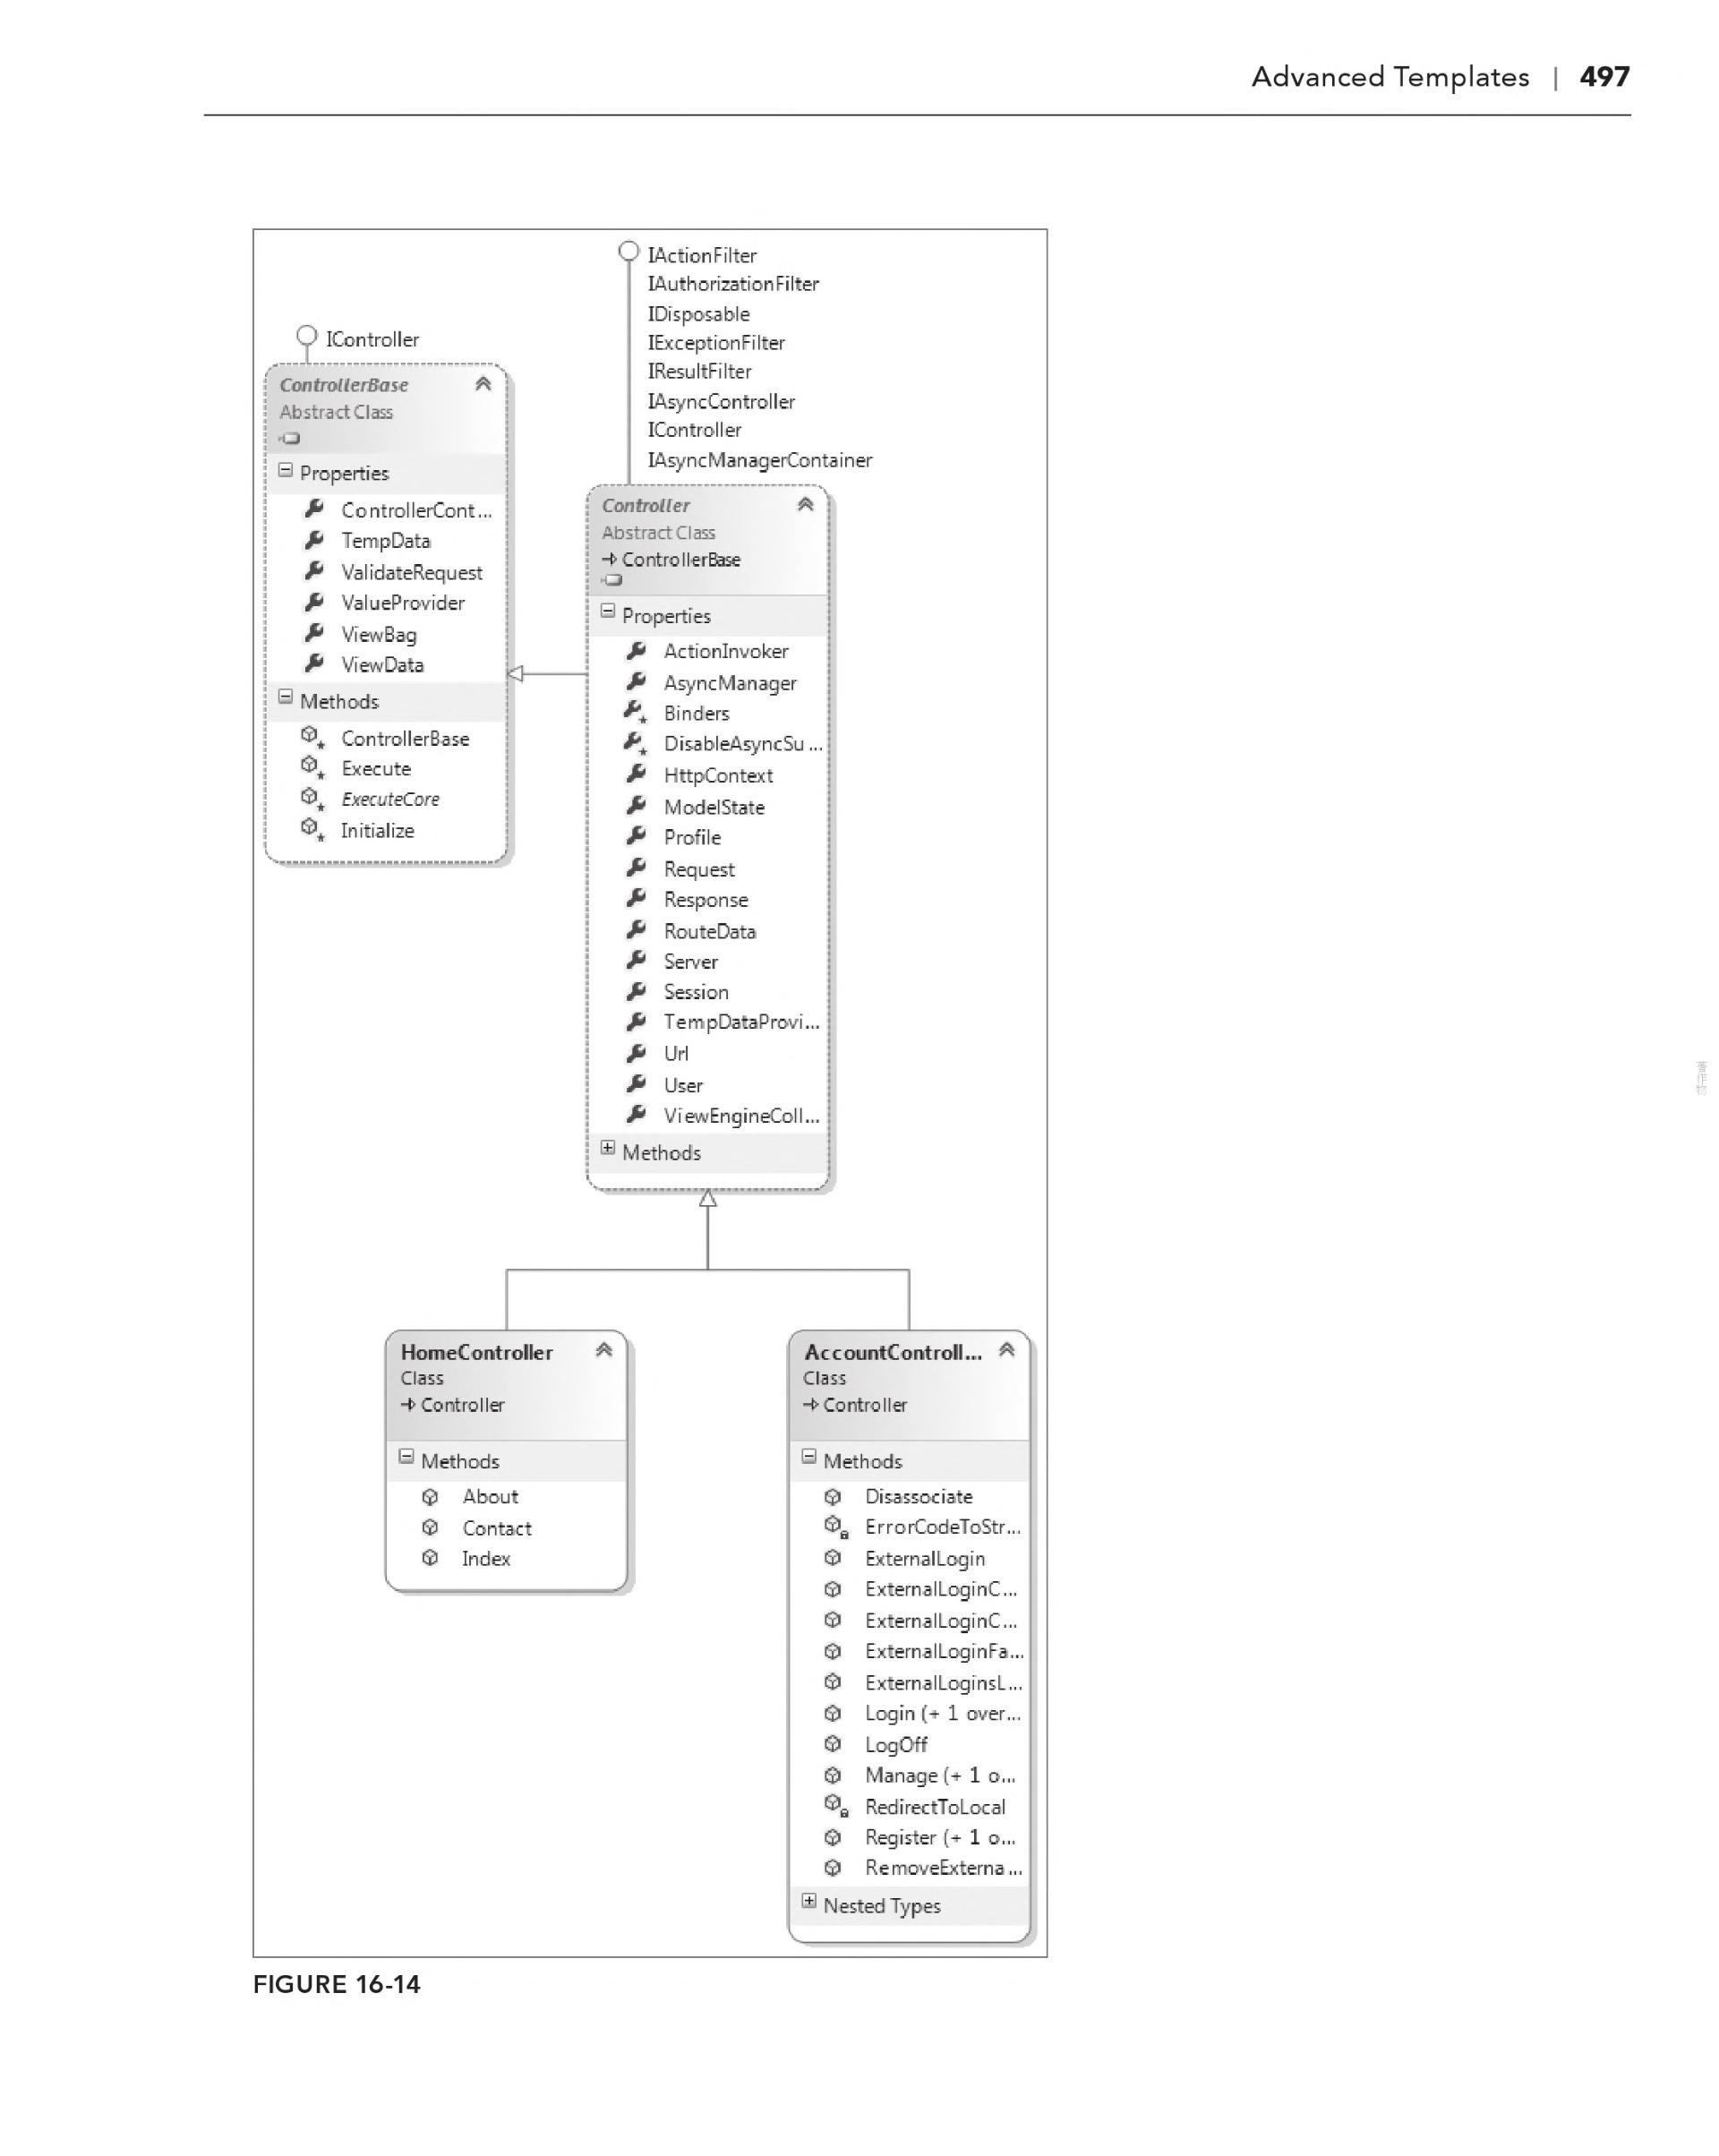 Advanced Templates | 497
IController
ControllerBase
Abstract Class
Properties
ControllerCont...
TempData
ValidateRequest
ValueProvider
ViewBag
ViewData
Methods
ControllerBase
Execute
ExecuteCore
Initialize
IActionFilter
IAuthorizationFilter
IDisposable
IExceptionFilter
IResultFilter
IAsyncController
IController
IAsyncManagerContainer
Controller
Abstract Class
ControllerBase
Properties
ActionInvoker
AsyncManager
Binders
DisableAsyncSu...
HttpContext
ModelState
Profile
Request
Response
RouteData
Server
Session
TempDataProvi...
Url
User
ViewEngineColl...
Methods
HomeController
Class
Controller
Methods
About
Contact
Index
AccountControll...
Class
Controller
Methods
Disassociate
ErrorCodeToStr...
ExternalLogin
ExternalLoginC...
ExternalLoginC...
ExternalLoginFa...
ExternalLoginsL...
Login (+ 1 over...
LogOff
Manage (+ 1 o...
RedirectToLocal
Register (+ 1 o...
RemoveExterna...
Nested Types
FIGURE 16-14
著作物